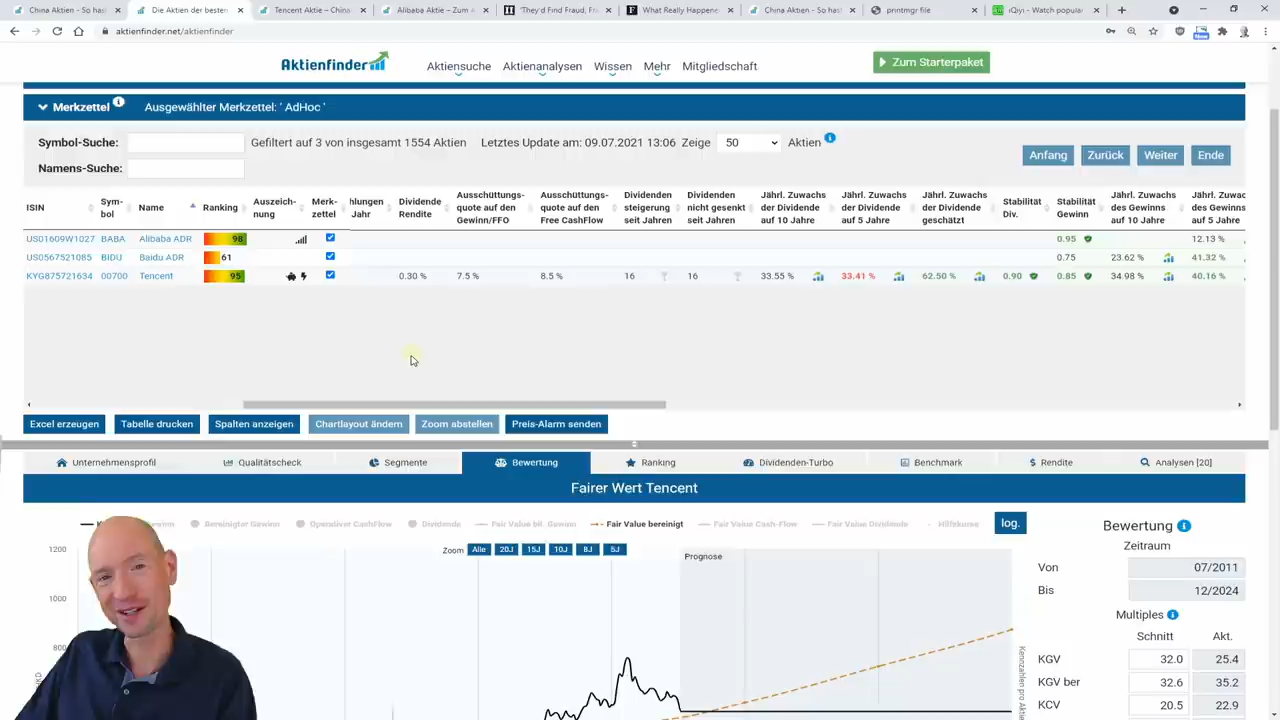 China Aktien - So hast
Die Aktien der besten
Tencent Aktie – Chino
Alibaba Aktie – Zum A
'They'd Find Fraud, F
What Really Happene
China Aktien - So hast
printmgr file
iQiyi - Watch popula
aktienfinder.net/aktienfinder
New
Aktienfinder
Aktiensuche Aktienanalysen Wissen Mehr Mitgliedschaft
Zum Starterpaket
Merkzettel Ausgewählter Merkzettel: ' AdHoc '
Symbol-Suche: Gefiltert auf 3 von insgesamt 1554 Aktien Letztes Update am: 09.07.2021 13:06 Zeige 50 Aktien
Namens-Suche:
Anfang Zurück Weiter Ende
ISIN Sym-bol Name Ranking Auszeich-nung Merk-zettel hlungen Jahr Dividende Rendite Ausschüttungs-quote auf den Gewinn/FFO Ausschüttungs-quote auf den Free CashFlow Dividenden steigerung seit Jahren Dividenden nicht gesenkt seit Jahren Jährl. Zuwachs der Dividende auf 10 Jahre Jährl. Zuwachs der Dividende auf 5 Jahre Jährl. Zuwachs der Dividende geschätzt Stabilität Div. Stabilität Gewinn Jährl. Zuwachs des Gewinns auf 10 Jahre Jährl. Zuwachs des Gewinns auf 5 Jahre
US01609W1027 BABA Alibaba ADR 98 0.95 12.13 %
US0567521085 BIDU Baidu ADR 61 0.75 23.62 % 41.32 %
KYG875721634 00700 Tencent 95 0.30 % 7.5 % 8.5 % 16 16 33.55 % 33.41 % 62.50 % 0.90 0.85 34.98 % 40.16 %
Excel erzeugen Tabelle drucken Spalten anzeigen Chartlayout ändern Zoom abstellen Preis-Alarm senden
Unternehmensprofil Qualitätscheck Segmente Bewertung Ranking Dividenden-Turbo Benchmark Rendite Analysen [20]
Fairer Wert Tencent
Bereinigter Gewinn Operativer CashFlow Dividende Fair Value bil. Gewinn Fair Value bereinigt Fair Value Cash-Flow Fair Value Dividende Hilfskurse
log.
Zoom Alle 20J 15J 10J 8J 5J
Prognose
1200
1000
800
Kennzahlen pro Aktie
Bewertung
Zeitraum
Von 07/2011
Bis 12/2024
Multiples
Schnitt Akt.
KGV 32.0 25.4
KGV ber 32.6 35.2
KCV 20.5 22.9